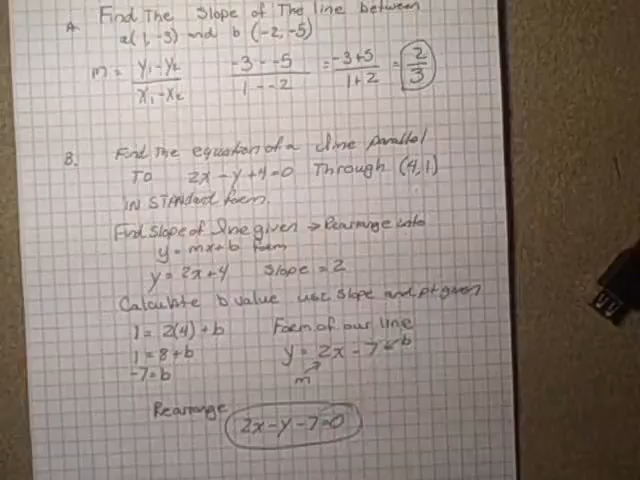 A. Find The Slope of The line between
a(1,-3) and b (-2,-5)
m = y₁-y₂ / x₁-x₂   -3--5 / 1--2 = -3+5 / 1+2 = 2/3
B. Find The equation of a line parallel
TO 2x-y+4=0 Through (4,1)
IN STANDARD form.
Find slope of line given → Rearrange into
y=mx+b form
y=2x+4 slope=2
Calculate b value use slope and pt given
1=2(4)+b Form of our line
1=8+b y=2x-7 ← b
-7=b m
Rearrange 2x-y-7=0